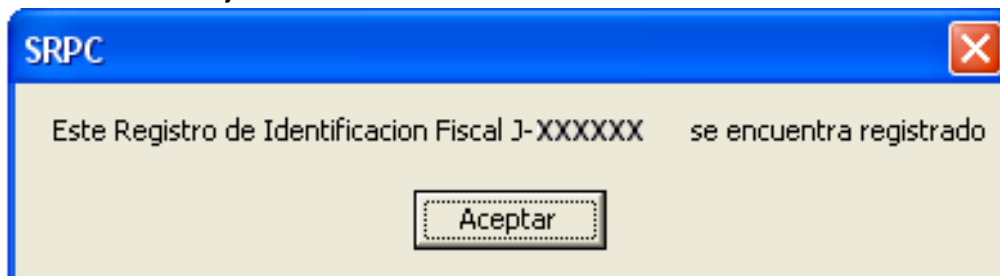 SRPC
Este Registro de Identificacion Fiscal J-XXXXXX se encuentra registrado
Aceptar